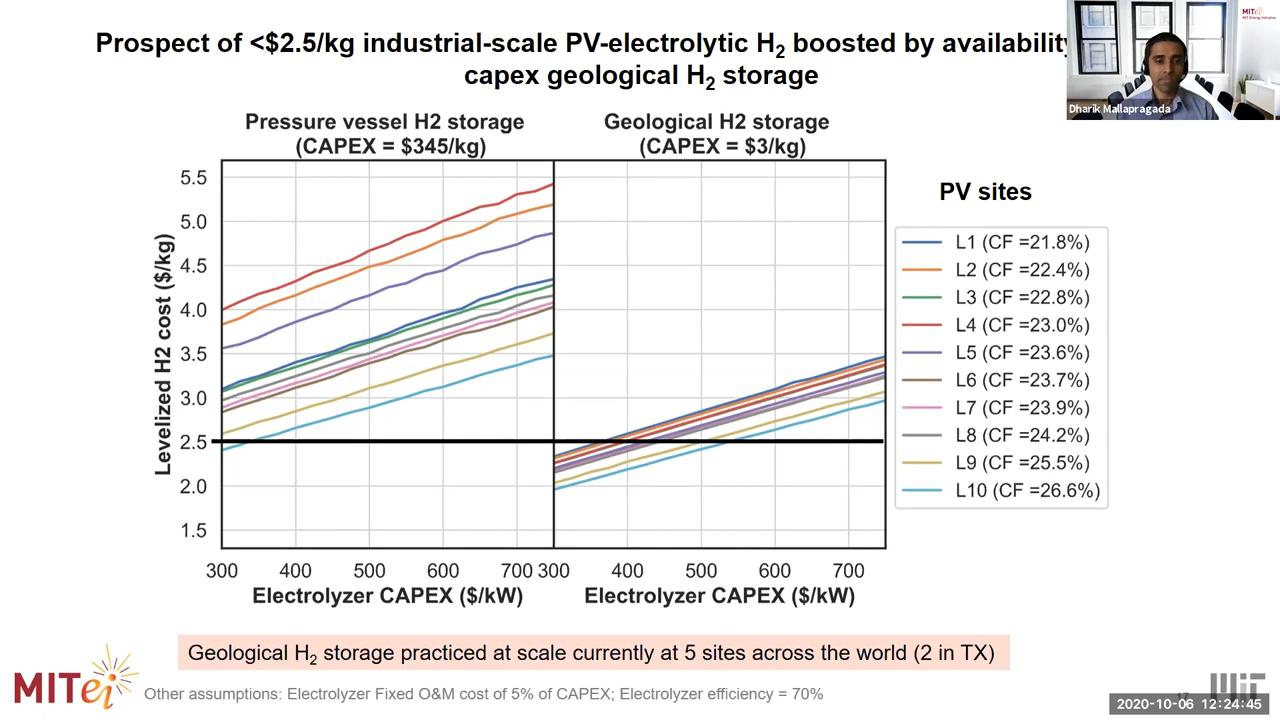 Prospect of <$2.5/kg industrial-scale PV-electrolytic H2 boosted by availability
capex geological H2 storage
MITei
MIT Energy Initiative
Dharik Mallapragada
Pressure vessel H2 storage
(CAPEX = $345/kg)
Geological H2 storage
(CAPEX = $3/kg)
Levelized H2 cost ($/kg)
5.5
5.0
4.5
4.0
3.5
3.0
2.5
2.0
1.5
300 400 500 600 700 300 400 500 600 700
Electrolyzer CAPEX ($/kW) Electrolyzer CAPEX ($/kW)
PV sites
L1 (CF =21.8%)
L2 (CF =22.4%)
L3 (CF =22.8%)
L4 (CF =23.0%)
L5 (CF =23.6%)
L6 (CF =23.7%)
L7 (CF =23.9%)
L8 (CF =24.2%)
L9 (CF =25.5%)
L10 (CF =26.6%)
Geological H2 storage practiced at scale currently at 5 sites across the world (2 in TX)
MITei
Other assumptions: Electrolyzer Fixed O&M cost of 5% of CAPEX; Electrolyzer efficiency = 70%
17
MIT
2020-10-06 12:24:45